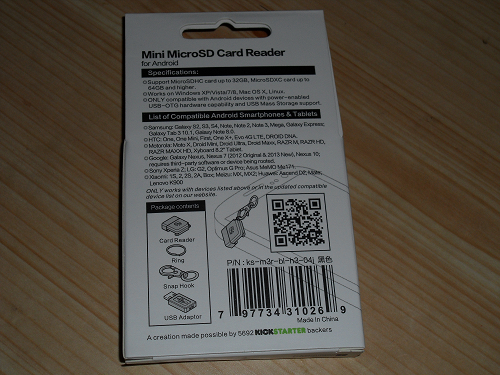 Mini MicroSD Card Reader
for Android
Specifications:
Support MicroSDHC card up to 32GB, MicroSDXC card up to
64GB and higher.
Works on Windows XP/Vista/7/8, Mac OS X, Linux.
ONLY compatible with Android devices with power-enabled
USB-OTG hardware capability and USB Mass Storage support.
List of Compatible Android Smartphones & Tablets
Samsung: Galaxy S2, S3, S4, Note, Note 2, Note 3, Mega, Galaxy Express;
Galaxy Tab 3 10.1, Galaxy Note 8.0.
HTC: One, One Mini, First, One X+, Evo 4G LTE, DROID DNA.
Motorola: Moto X, Droid Mini, Droid Ultra, Droid Maxx, RAZR M, RAZR HD,
RAZR MAXX HD, Xyboard 8.2" Tablet.
Google: Galaxy Nexus, Nexus 7 (2012 Original & 2013 New), Nexus 10;
requires third-party software or device being rooted.
Sony Xperia Z; LG: G2, Optimus G Pro; Asus MeMO Me171.
Xiaomi: 1S, 2, 2S, 2A, Box; Meizu: MX, MX2; Huawei: Ascend D2, Mate;
Lenovo K900
ONLY works with devices listed above or in the updated compatible
device list on our website.
Package contents
Card Reader
Ring
Snap Hook
USB Adaptor
P/N: ks-m3r-bl-h3-04j 黑色
7 97734 31026 9
Made in China
A creation made possible by 5692 KICKSTARTER backers